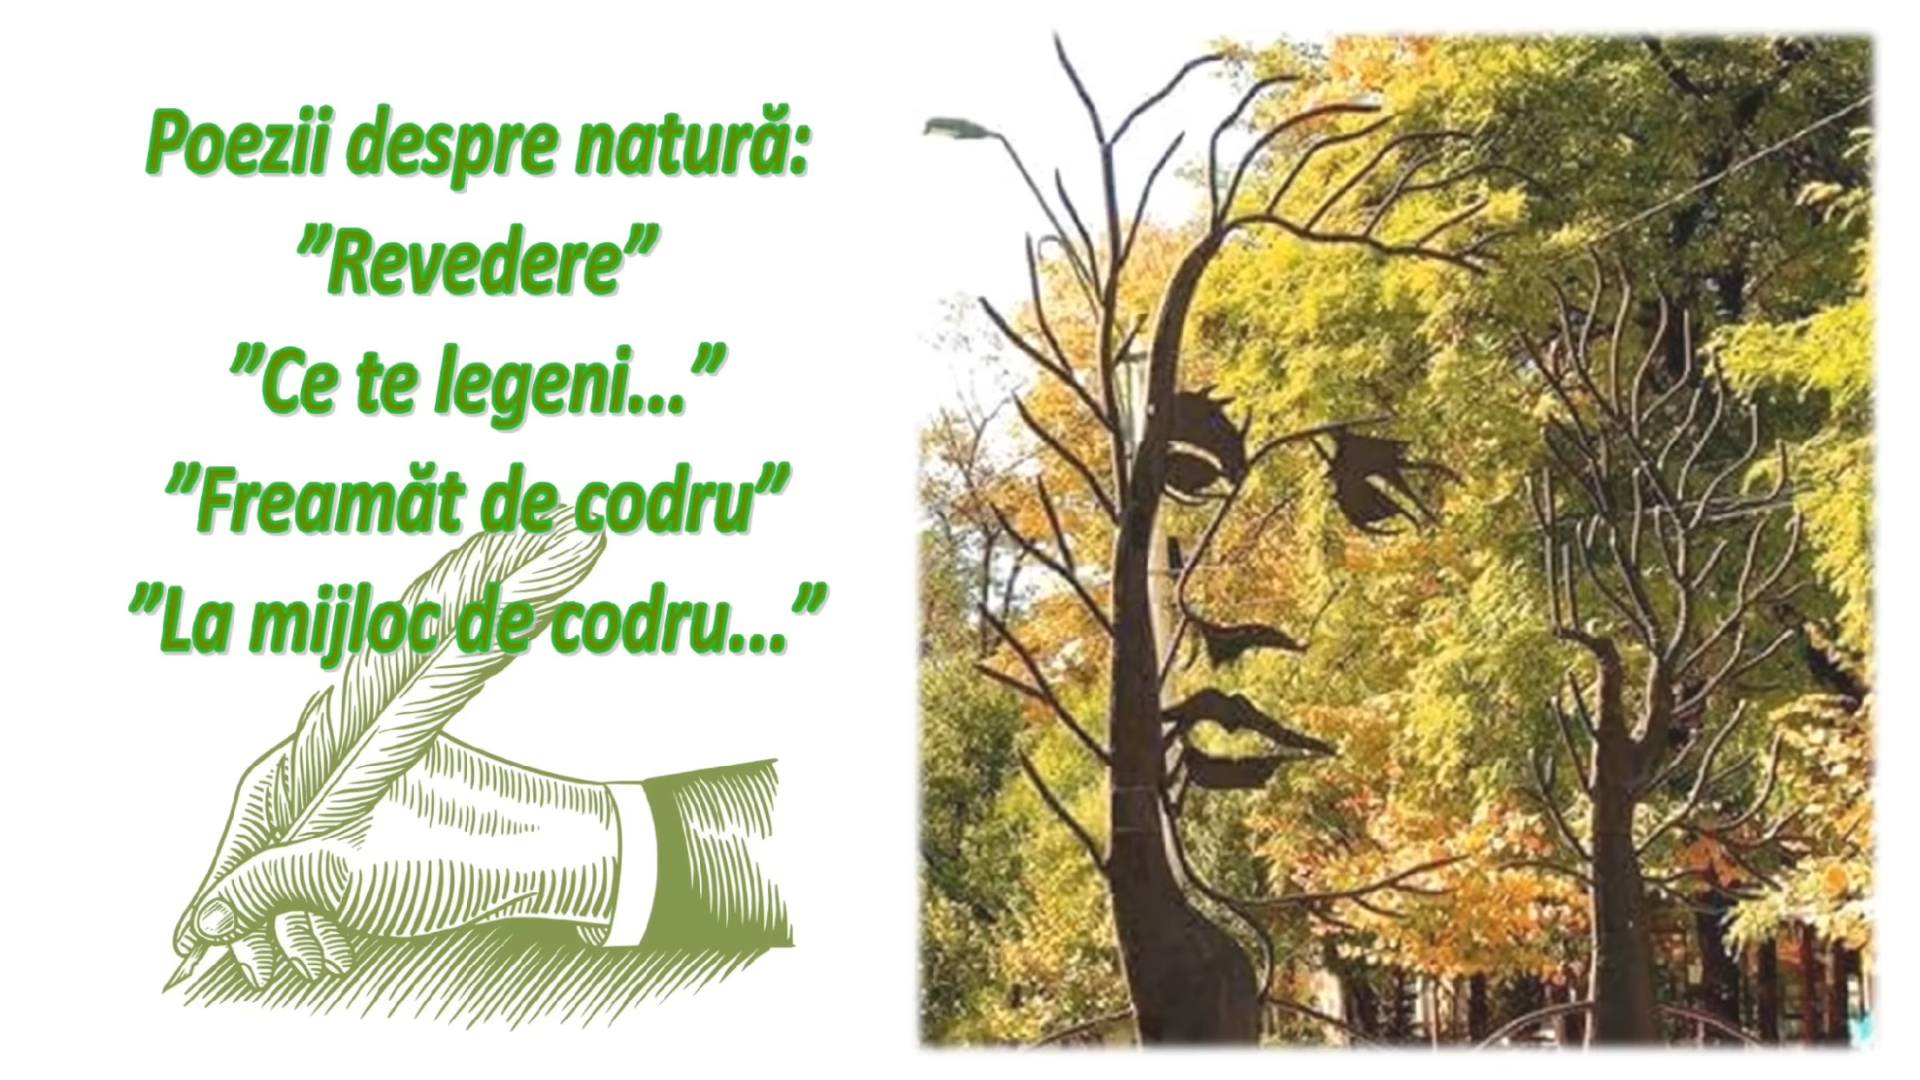 Poezii despre natură:
”Revedere”
”Ce te legeni...”
”Freamăt de codru”
”La mijloc de codru...”